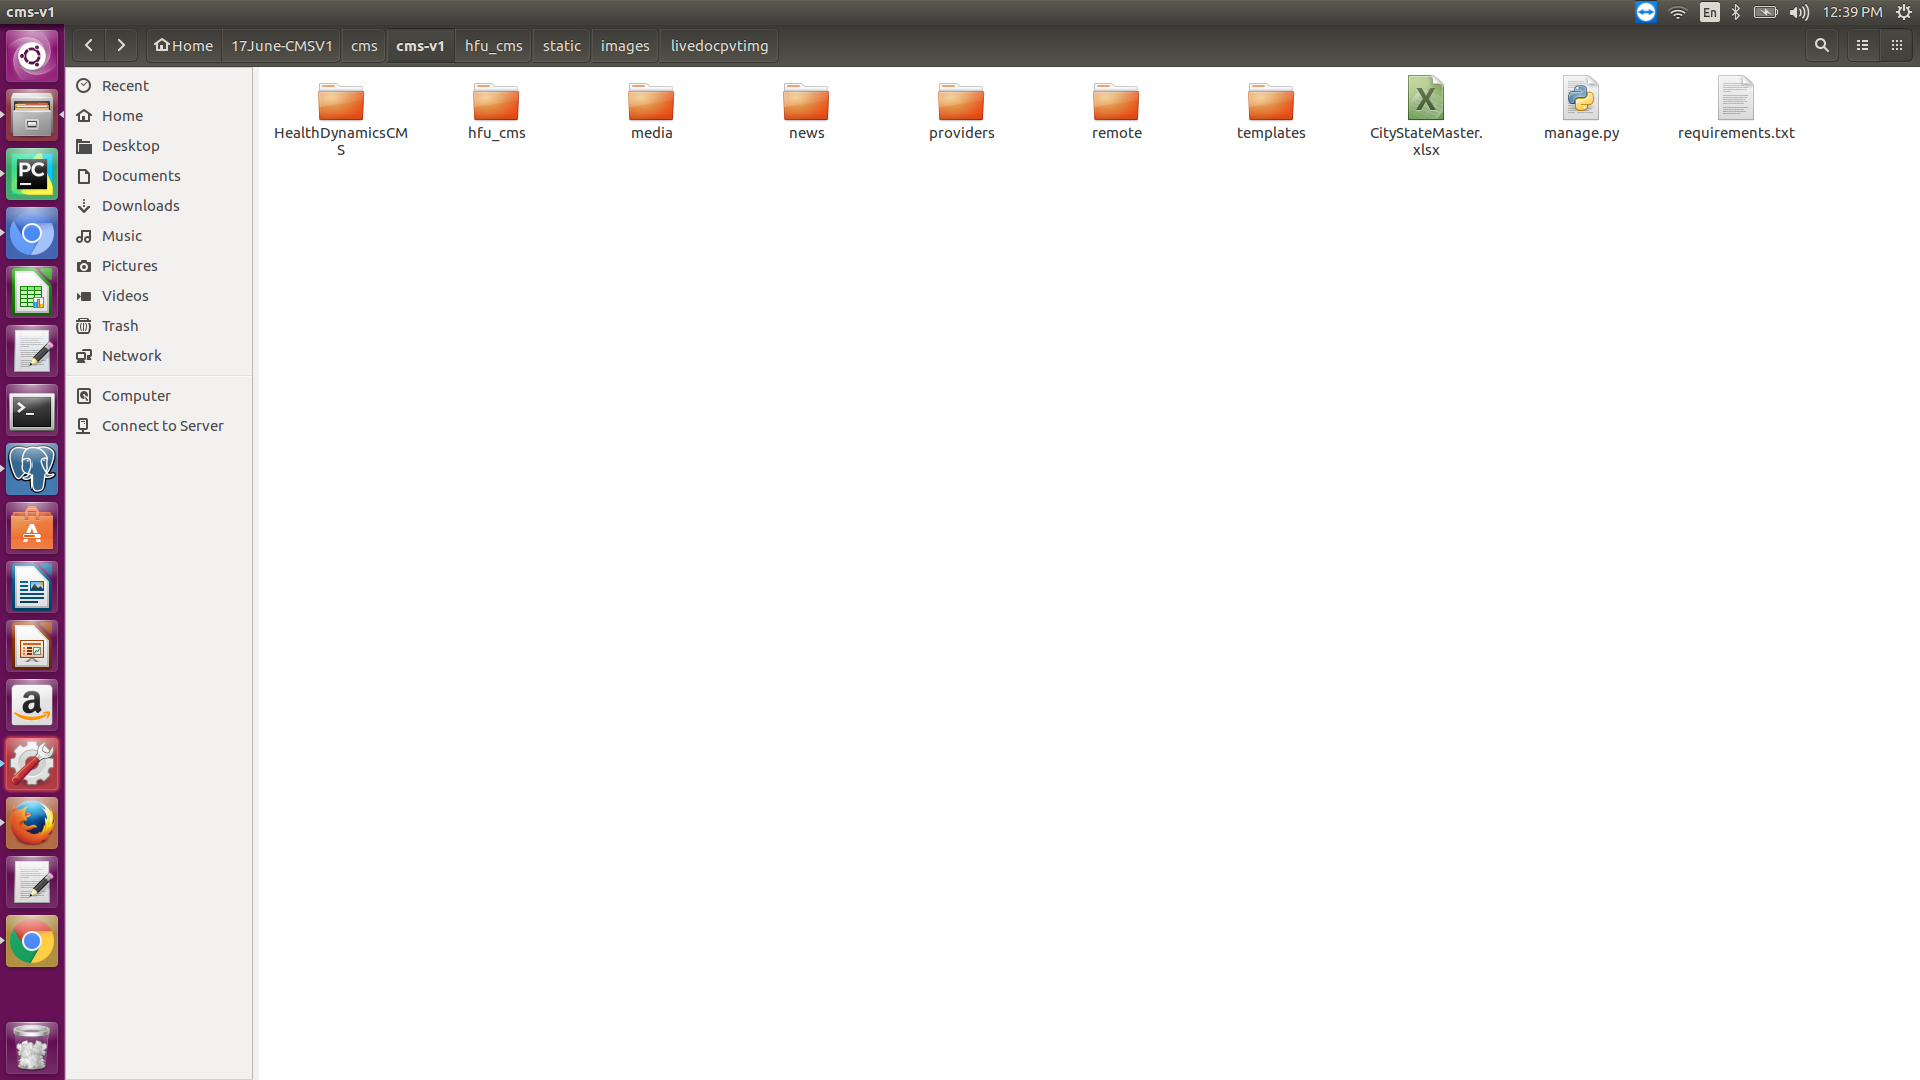 cms-v1
En
12:39 PM
Home
17June-CMSV1
cms
cms-v1
hfu_cms
static
images
livedocpvtimg
Recent
Home
Desktop
Documents
Downloads
Music
Pictures
Videos
Trash
Network
Computer
Connect to Server
HealthDynamicsCM
S
hfu_cms
media
news
providers
remote
templates
CityStateMaster.
xlsx
manage.py
requirements.txt
PC